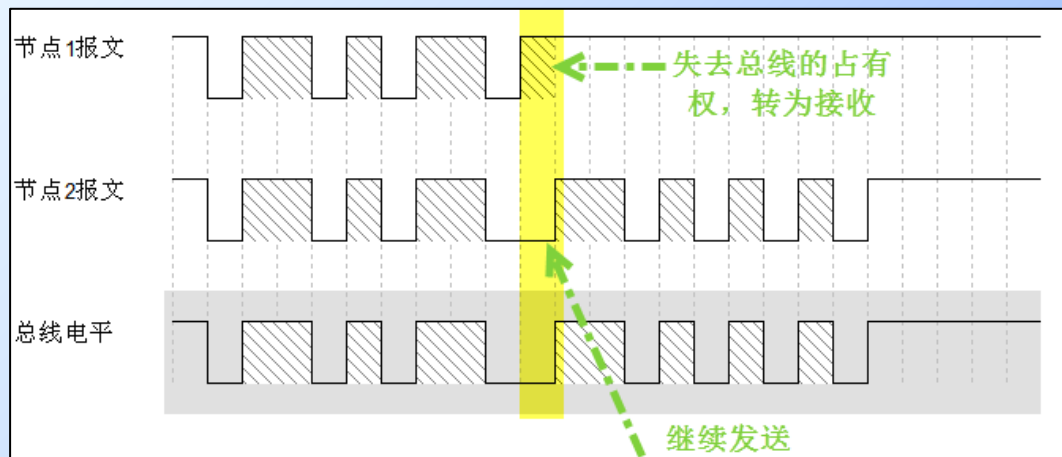 节点1报文
失去总线的占有
权，转为接收
节点2报文
总线电平
继续发送